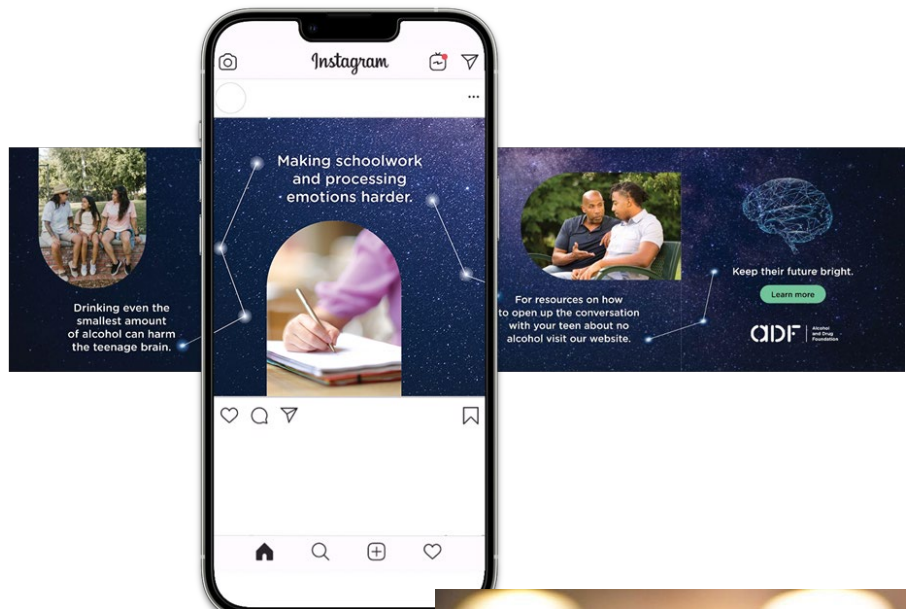 Instagram
Drinking even the
smallest amount
of alcohol can harm
the teenage brain.
Making schoolwork
and processing
emotions harder.
For resources on how
to open up the conversation
with your teen about no
alcohol visit our website.
Keep their future bright.
Learn more
ADF
Alcohol
and Drug
Foundation